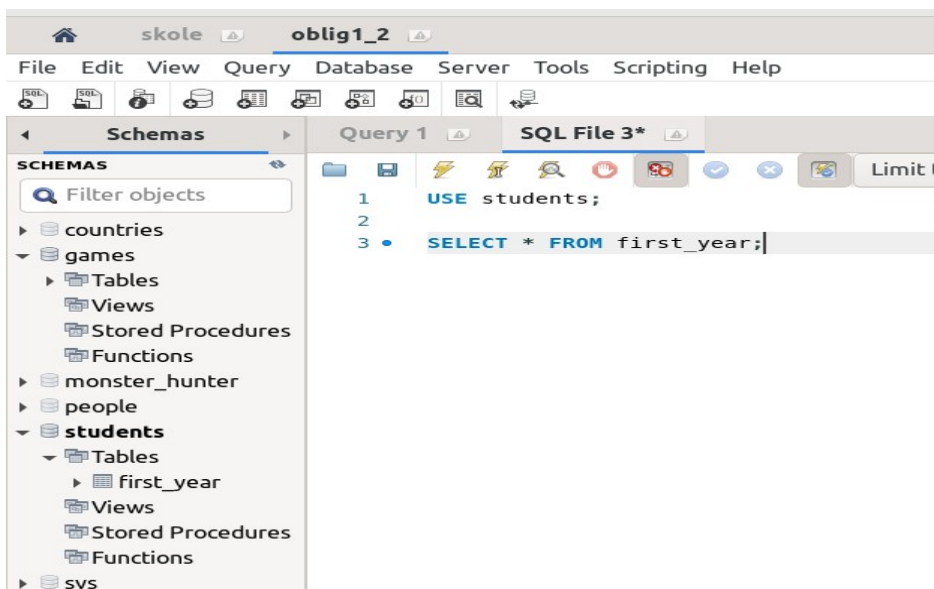 skole oblig1_2
File Edit View Query Database Server Tools Scripting Help
SQL SQL
Schemas Query 1 SQL File 3*
SCHEMAS
Limit
Filter objects
1 USE students;
2
3 SELECT * FROM first_year;
countries
games
Tables
Views
Stored Procedures
Functions
monster_hunter
people
students
Tables
first_year
Views
Stored Procedures
Functions
sys